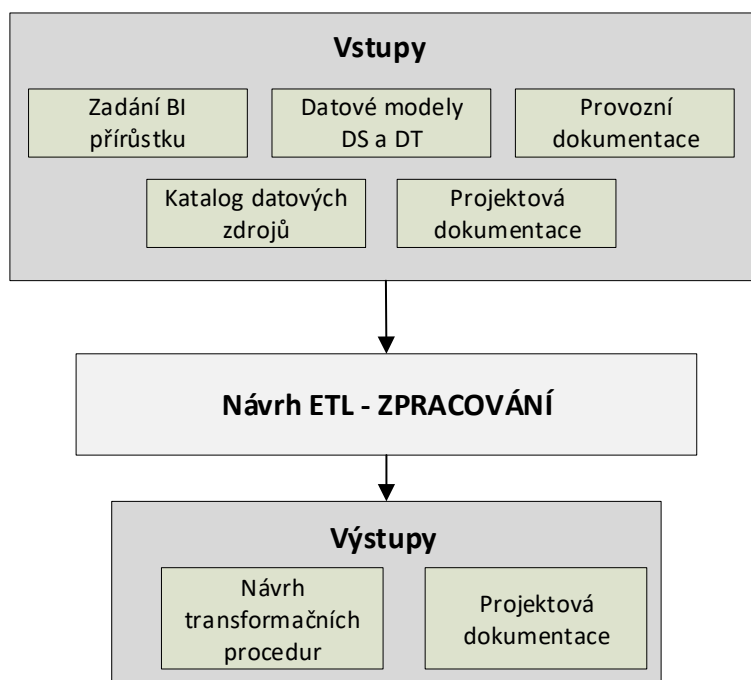 Vstupy
Zadání BI
přírůstku
Datové modely
DS a DT
Provozní
dokumentace
Katalog datových
zdrojů
Projektová
dokumentace
Návrh ETL - ZPRACOVÁNÍ
Výstupy
Návrh
transformačních
procedur
Projektová
dokumentace